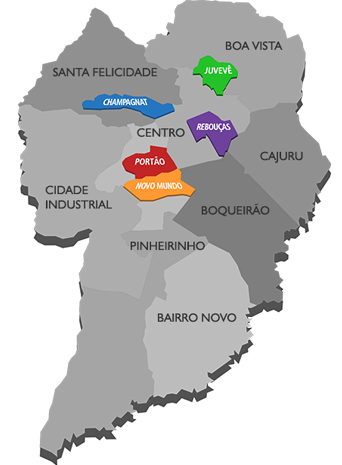 BOA VISTA
SANTA FELICIDADE
JUVEVÊ
CHAMPAGNAT
REBOUÇAS
CENTRO
CAJURU
PORTÃO
NOVO MUNDO
CIDADE
INDUSTRIAL
BOQUEIRÃO
PINHEIRINHO
BAIRRO NOVO